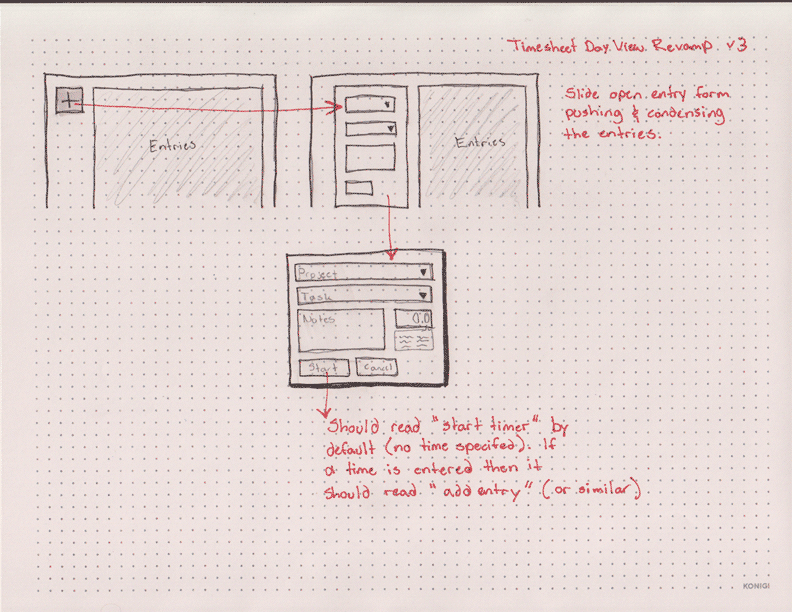 Timesheet Day View Revamp v3
Slide open entry form
pushing & condensing
the entries.
Entries
Entries
Project
Task
Notes
0.0
Start
Cancel
Should read "start timer" by
default (no time specifed). If
a time is entered then it
should read "add entry" (or similar)
KONIGI